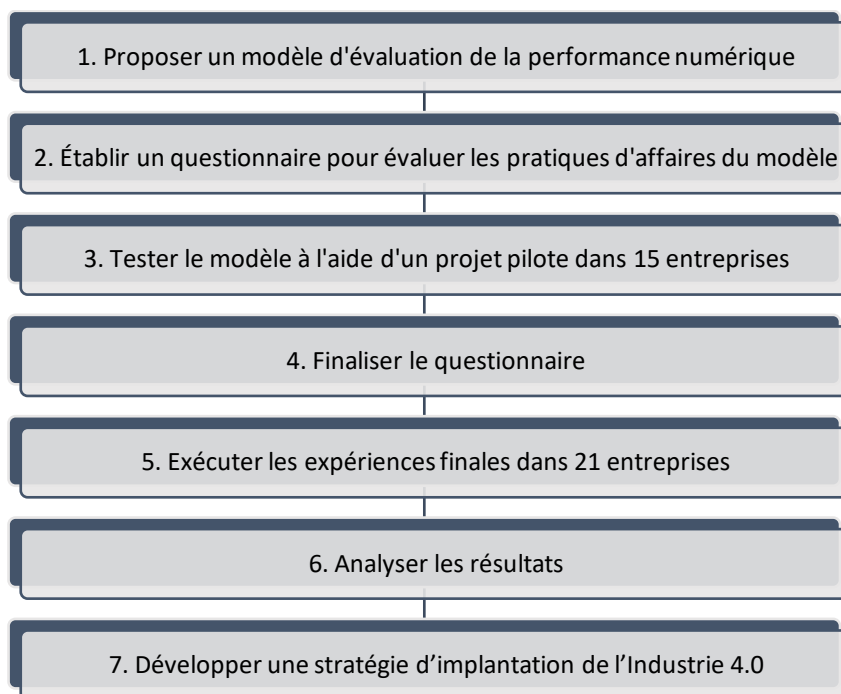 1. Proposer un modèle d'évaluation de la performance numérique
2. Établir un questionnaire pour évaluer les pratiques d'affaires du modèle
3. Tester le modèle à l'aide d'un projet pilote dans 15 entreprises
4. Finaliser le questionnaire
5. Exécuter les expériences finales dans 21 entreprises
6. Analyser les résultats
7. Développer une stratégie d’implantation de l’Industrie 4.0